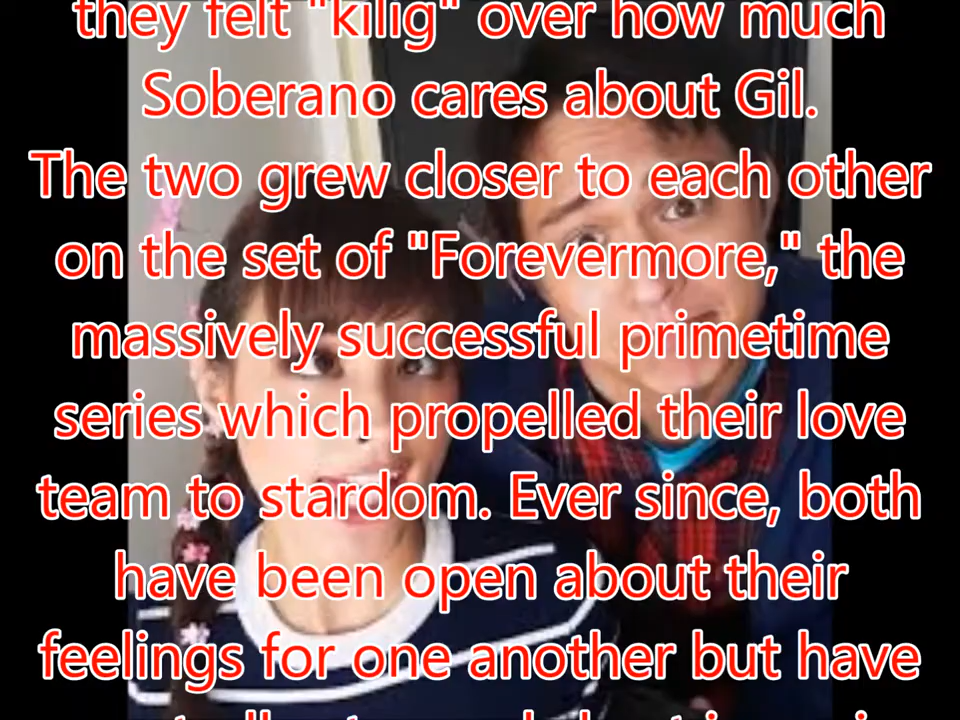 they felt "kilig" over how much
Soberano cares about Gil.
The two grew closer to each other
on the set of "Forevermore," the
massively successful primetime
series which propelled their love
team to stardom. Ever since, both
have been open about their
feelings for one another but have